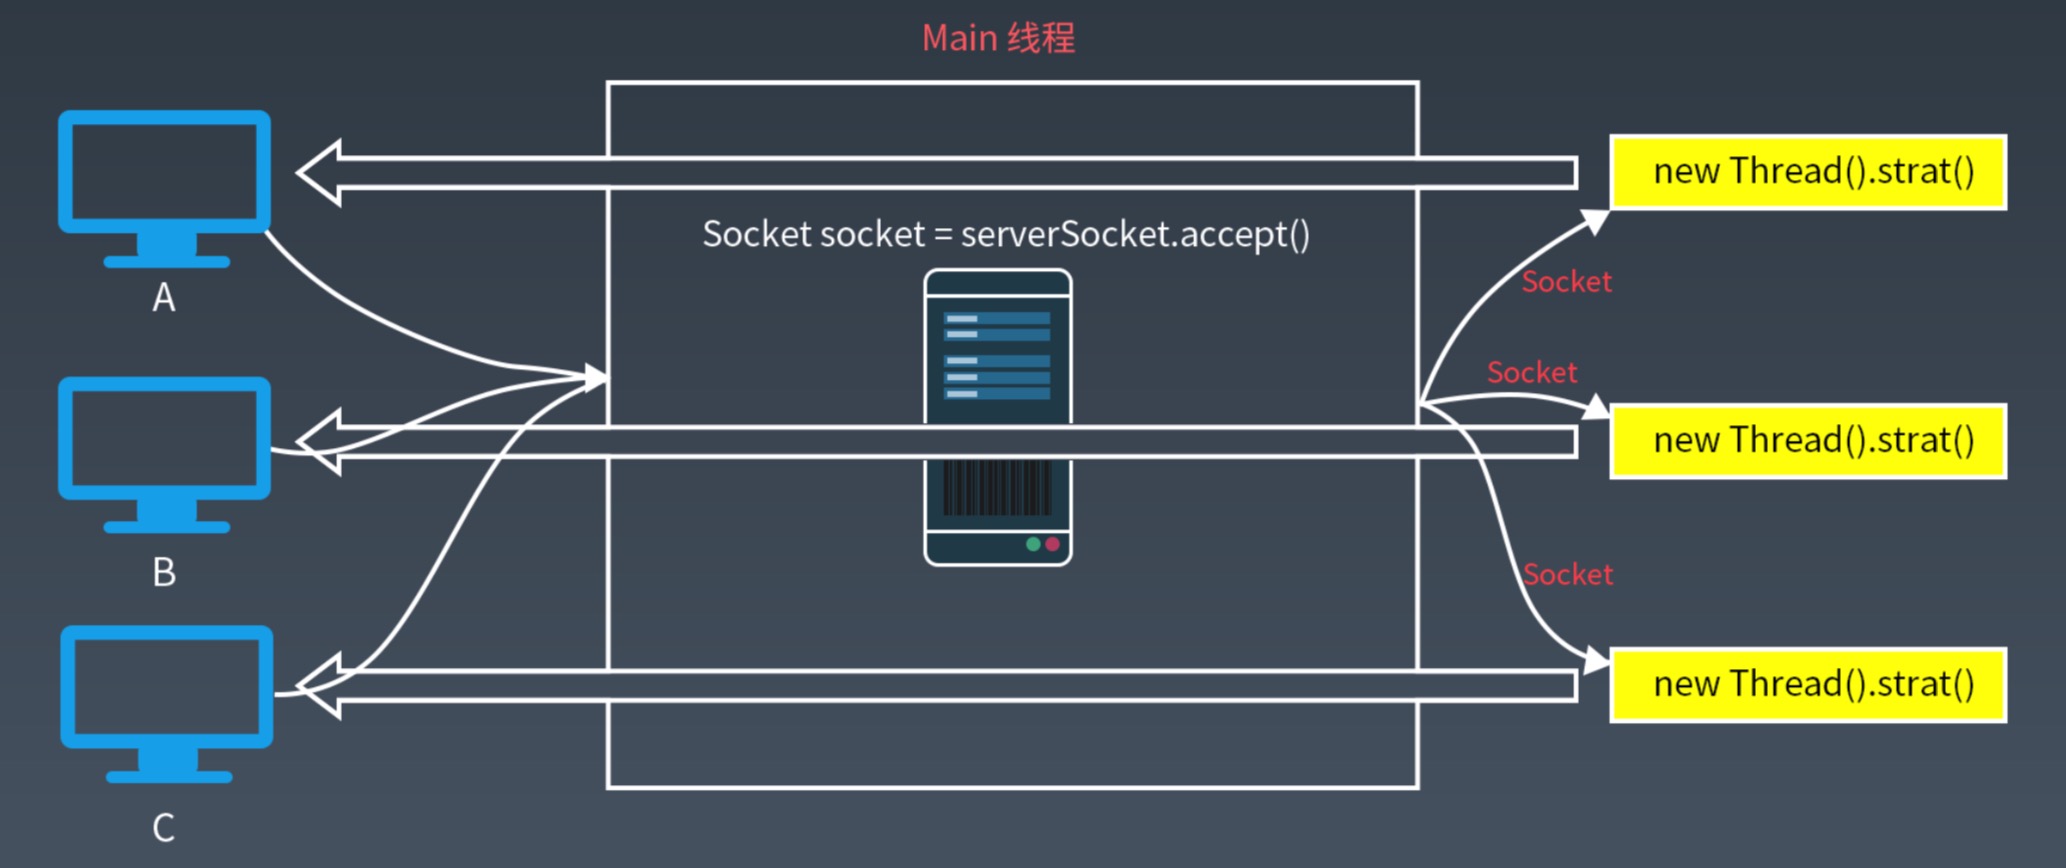 Main 线程
new Thread().strat()
Socket socket = serverSocket.accept()
Socket
A
Socket
new Thread().strat()
B
Socket
new Thread().strat()
C